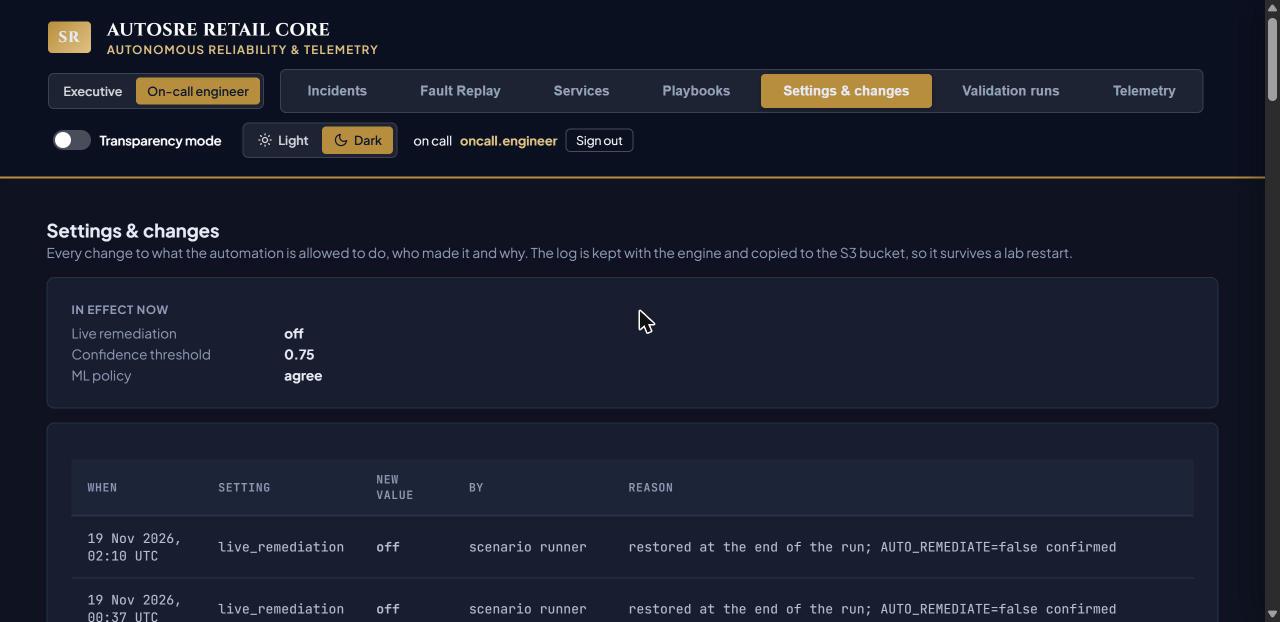 SR
AUTOSRE RETAIL CORE
AUTONOMOUS RELIABILITY & TELEMETRY
Executive
On-call engineer
Incidents
Fault Replay
Services
Playbooks
Settings & changes
Validation runs
Telemetry
Transparency mode
Light
Dark
on call oncall.engineer
Sign out
Settings & changes
Every change to what the automation is allowed to do, who made it and why. The log is kept with the engine and copied to the S3 bucket, so it survives a lab restart.
IN EFFECT NOW
Live remediation off
Confidence threshold 0.75
ML policy agree
WHEN SETTING NEW VALUE BY REASON
19 Nov 2026, 02:10 UTC live_remediation off scenario runner restored at the end of the run; AUTO_REMEDIATE=false confirmed
19 Nov 2026, 00:37 UTC live_remediation off scenario runner restored at the end of the run; AUTO_REMEDIATE=false confirmed